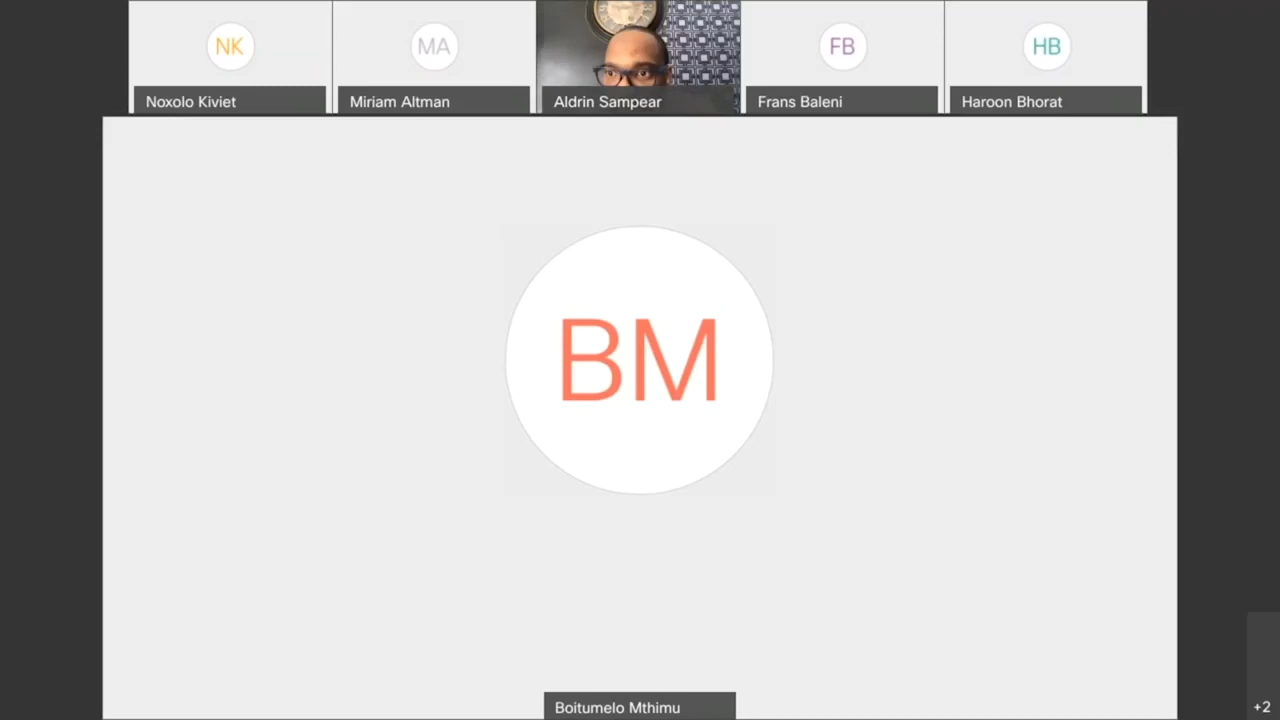 NK
MA
FB
HB
Noxolo Kiviet
Miriam Altman
Aldrin Sampear
Frans Baleni
Haroon Bhorat
BM
Boitumelo Mthimu
+2